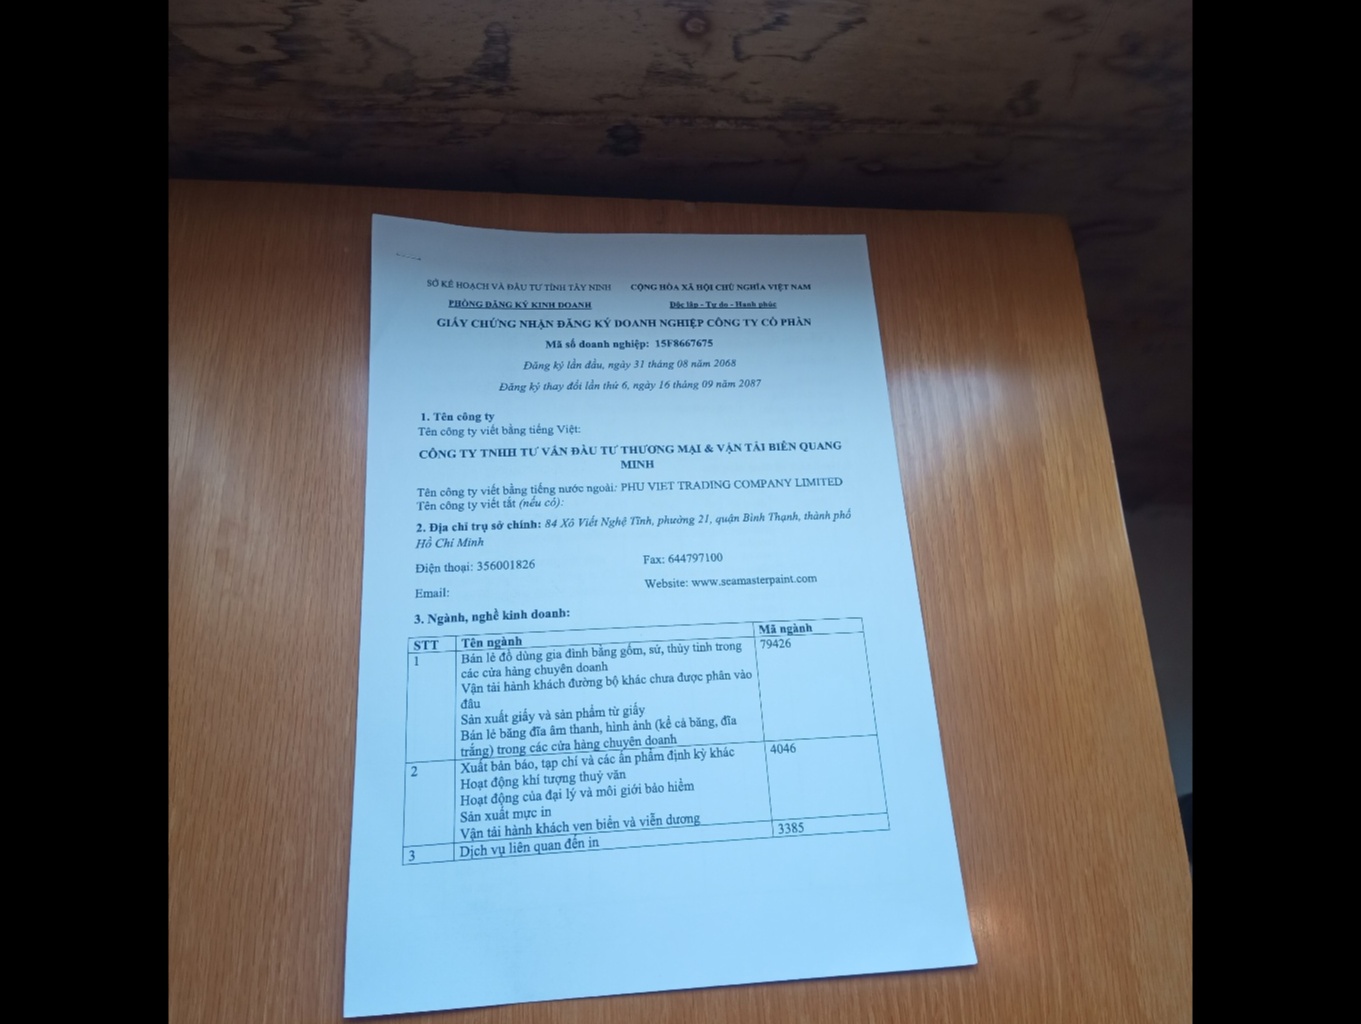 SỞ KẾ HOẠCH VÀ ĐẦU TƯ TỈNH TÂY NINH CỘNG HÒA XÃ HỘI CHỦ NGHĨA VIỆT NAM
PHÒNG ĐĂNG KÝ KINH DOANH Độc lập - Tự do - Hạnh phúc
GIẤY CHỨNG NHẬN ĐĂNG KÝ DOANH NGHIỆP CÔNG TY CỔ PHẦN
Mã số doanh nghiệp: 15F8667675
Đăng ký lần đầu, ngày 31 tháng 08 năm 2068
Đăng ký thay đổi lần thứ 6, ngày 16 tháng 09 năm 2087
1. Tên công ty
Tên công ty viết bằng tiếng Việt:
CÔNG TY TNHH TƯ VẤN ĐẦU TƯ THƯƠNG MẠI & VẬN TẢI BIỂN QUANG
MINH
Tên công ty viết bằng tiếng nước ngoài: PHU VIET TRADING COMPANY LIMITED
Tên công ty viết tắt (nếu có):
2. Địa chỉ trụ sở chính: 84 Xô Viết Nghệ Tĩnh, phường 21, quận Bình Thạnh, thành phố
Hồ Chí Minh
Điện thoại: 356001826 Fax: 644797100
Email: Website: www.seamasterpaint.com
3. Ngành, nghề kinh doanh:
STT Tên ngành Mã ngành
1 Bán lẻ đồ dùng gia đình bằng gốm, sứ, thủy tinh trong 79426
các cửa hàng chuyên doanh
Vận tải hành khách đường bộ khác chưa được phân vào
đâu
Sản xuất giấy và sản phẩm từ giấy
Bán lẻ băng đĩa âm thanh, hình ảnh (kể cả băng, đĩa
trắng) trong các cửa hàng chuyên doanh
2 Xuất bản báo, tạp chí và các ấn phẩm định kỳ khác 4046
Hoạt động khí tượng thuỷ văn
Hoạt động của đại lý và môi giới bảo hiểm
Sản xuất mực in
Vận tải hành khách ven biển và viễn dương
3 Dịch vụ liên quan đến in 3385